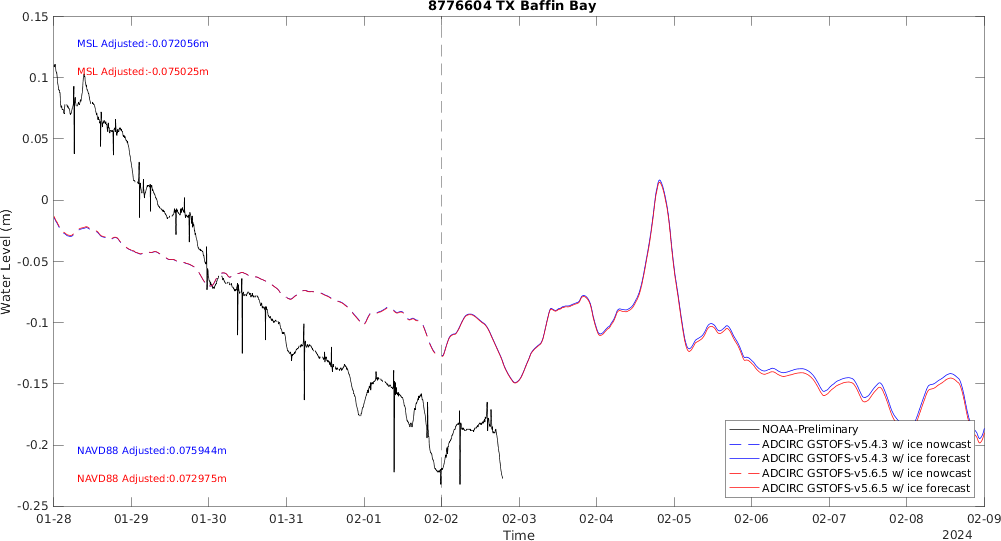 8776604 TX Baffin Bay
0.15
MSL Adjusted:-0.072056m
MSL Adjusted:-0.075025m
0.1
0.05
0
-0.05
-0.1
-0.15
-0.2
-0.25
Water Level (m)
NAVD88 Adjusted:0.075944m
NAVD88 Adjusted:0.072975m
NOAA-Preliminary
ADCIRC GSTOFS-v5.4.3 w/ ice nowcast
ADCIRC GSTOFS-v5.4.3 w/ ice forecast
ADCIRC GSTOFS-v5.6.5 w/ ice nowcast
ADCIRC GSTOFS-v5.6.5 w/ ice forecast
01-28 01-29 01-30 01-31 02-01 02-02 02-03 02-04 02-05 02-06 02-07 02-08 02-09
Time
2024